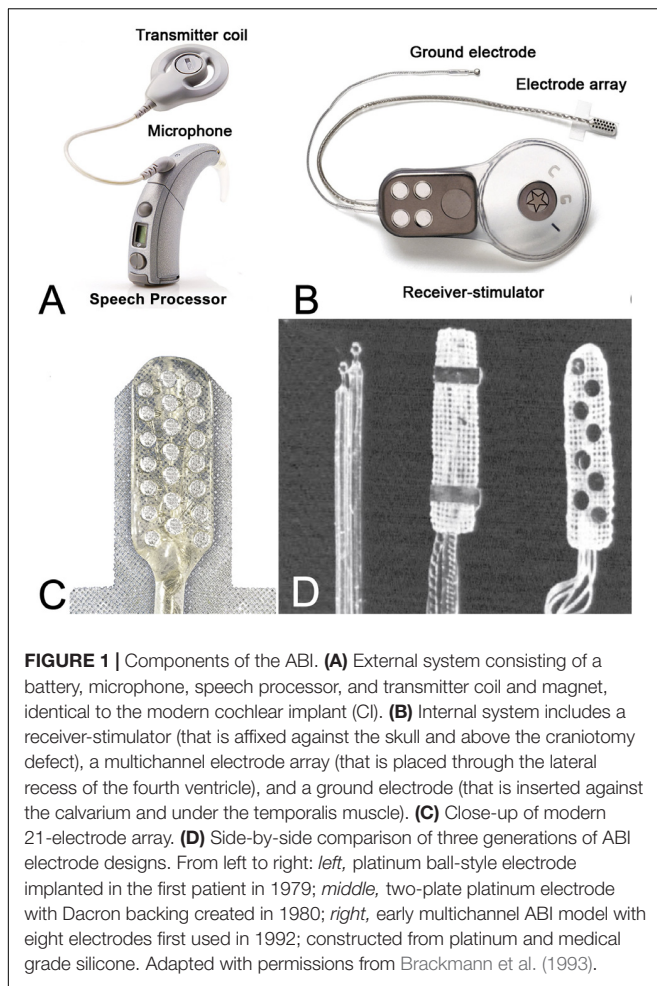 Transmitter coil
Microphone
A
Speech Processor
Ground electrode
Electrode array
C G
B
Receiver-stimulator
C
D
FIGURE 1 | Components of the ABI. (A) External system consisting of a
battery, microphone, speech processor, and transmitter coil and magnet,
identical to the modern cochlear implant (CI). (B) Internal system includes a
receiver-stimulator (that is affixed against the skull and above the craniotomy
defect), a multichannel electrode array (that is placed through the lateral
recess of the fourth ventricle), and a ground electrode (that is inserted against
the calvarium and under the temporalis muscle). (C) Close-up of modern
21-electrode array. (D) Side-by-side comparison of three generations of ABI
electrode designs. From left to right: left, platinum ball-style electrode
implanted in the first patient in 1979; middle, two-plate platinum electrode
with Dacron backing created in 1980; right, early multichannel ABI model with
eight electrodes first used in 1992; constructed from platinum and medical
grade silicone. Adapted with permissions from Brackmann et al. (1993).